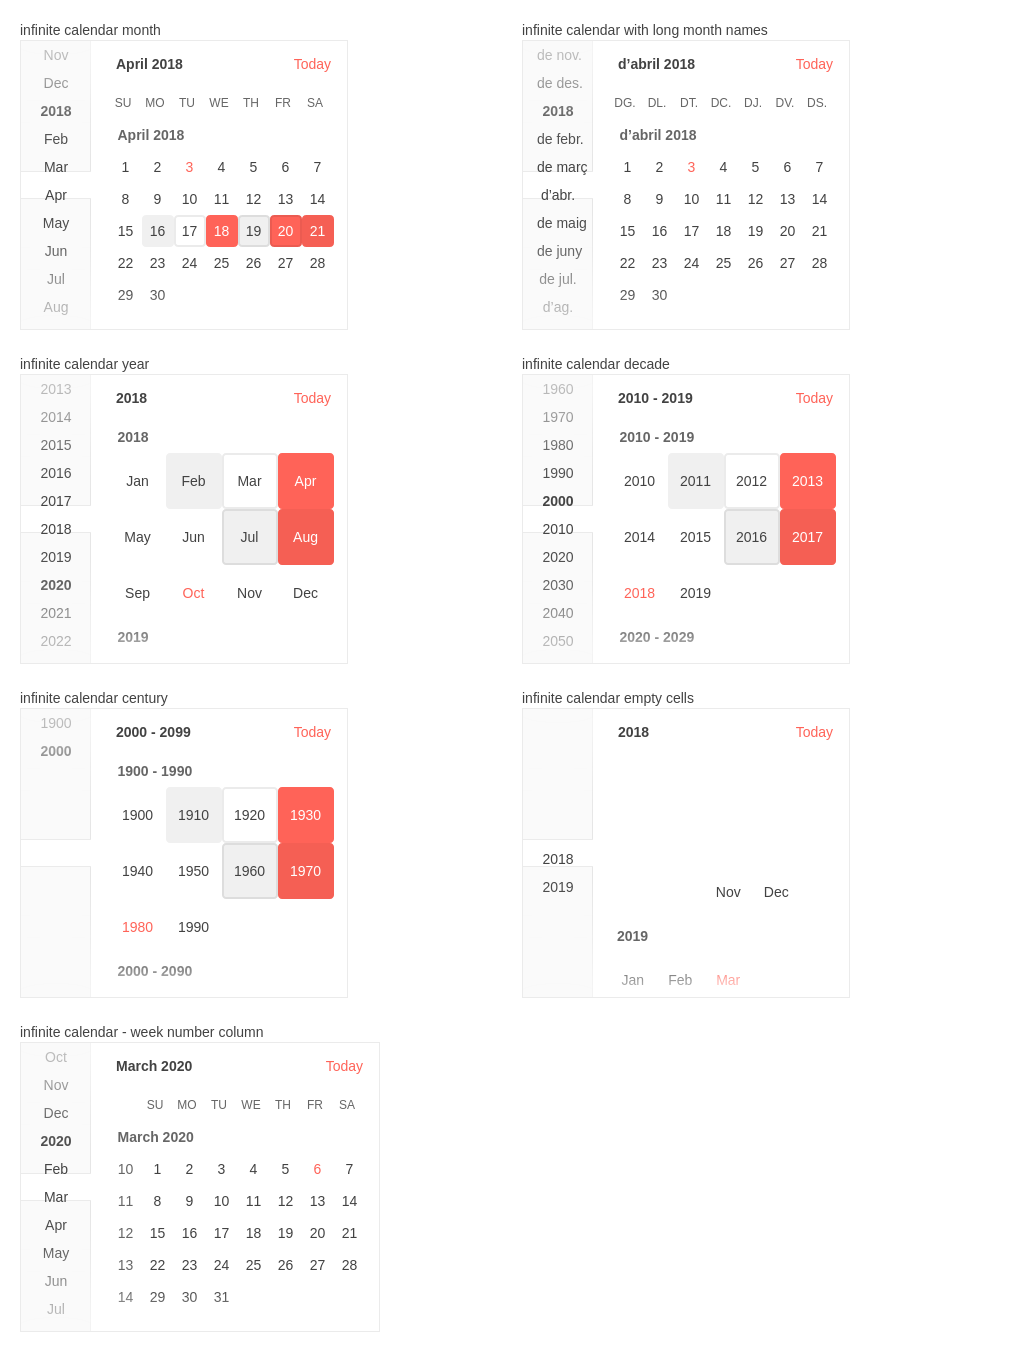 infinite calendar month
Nov
Dec
2018
Feb
Mar
Apr
May
Jun
Jul
Aug
April 2018 Today
SU MO TU WE TH FR SA
April 2018
1 2 3 4 5 6 7
8 9 10 11 12 13 14
15 16 17 18 19 20 21
22 23 24 25 26 27 28
29 30
infinite calendar with long month names
de nov.
de des.
2018
de febr.
de març
d’abr.
de maig
de juny
de jul.
d’ag.
d’abril 2018 Today
DG. DL. DT. DC. DJ. DV. DS.
d’abril 2018
1 2 3 4 5 6 7
8 9 10 11 12 13 14
15 16 17 18 19 20 21
22 23 24 25 26 27 28
29 30
infinite calendar year
2013
2014
2015
2016
2017
2018
2019
2020
2021
2022
2018 Today
2018
Jan Feb Mar Apr
May Jun Jul Aug
Sep Oct Nov Dec
2019
infinite calendar decade
1960
1970
1980
1990
2000
2010
2020
2030
2040
2050
2010 - 2019 Today
2010 - 2019
2010 2011 2012 2013
2014 2015 2016 2017
2018 2019
2020 - 2029
infinite calendar century
1900
2000
2000 - 2099 Today
1900 - 1990
1900 1910 1920 1930
1940 1950 1960 1970
1980 1990
2000 - 2090
infinite calendar empty cells
2018
2019
2018 Today
Nov Dec
2019
Jan Feb Mar
infinite calendar - week number column
Oct
Nov
Dec
2020
Feb
Mar
Apr
May
Jun
Jul
March 2020 Today
SU MO TU WE TH FR SA
March 2020
10 1 2 3 4 5 6 7
11 8 9 10 11 12 13 14
12 15 16 17 18 19 20 21
13 22 23 24 25 26 27 28
14 29 30 31